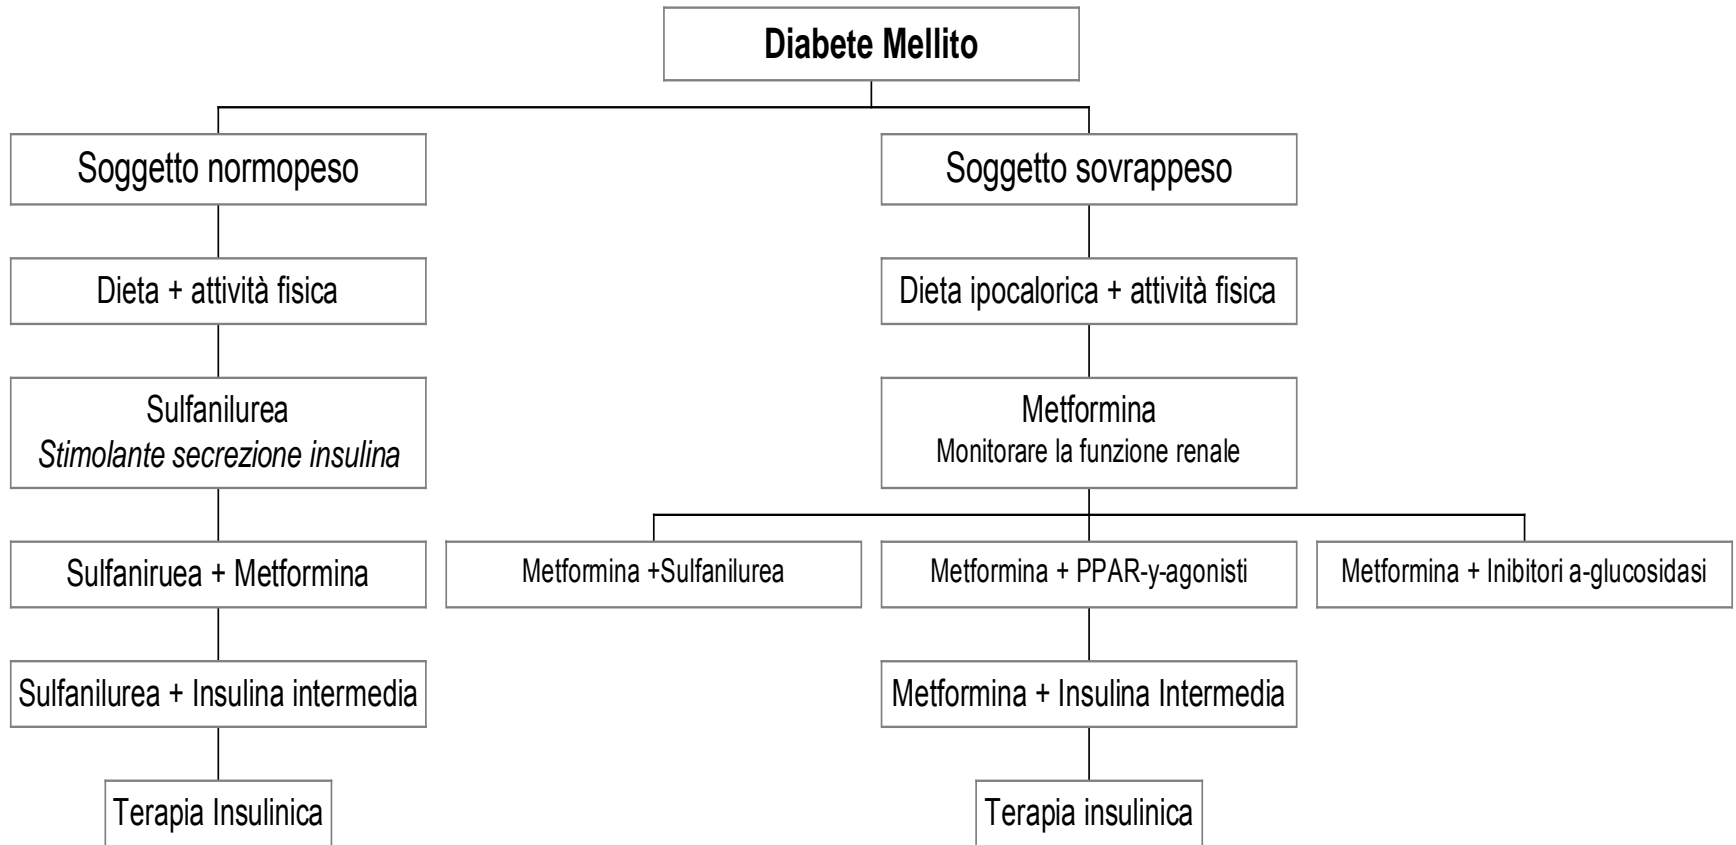 Diabete Mellito
Soggetto normopeso
Soggetto sovrappeso
Dieta + attività fisica
Dieta ipocalorica + attività fisica
Sulfanilurea
Stimolante secrezione insulina
Metformina
Monitorare la funzione renale
Sulfaniruea + Metformina
Metformina +Sulfanilurea
Metformina + PPAR-y-agonisti
Metformina + Inibitori a-glucosidasi
Sulfanilurea + Insulina intermedia
Metformina + Insulina Intermedia
Terapia Insulinica
Terapia insulinica